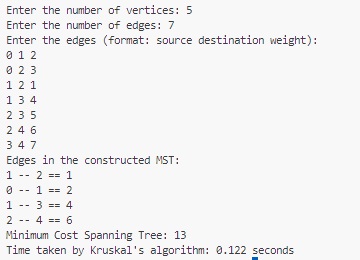 Enter the number of vertices: 5
Enter the number of edges: 7
Enter the edges (format: source destination weight):
0 1 2
0 2 3
1 2 1
1 3 4
2 3 5
2 4 6
3 4 7
Edges in the constructed MST:
1 -- 2 == 1
0 -- 1 == 2
1 -- 3 == 4
2 -- 4 == 6
Minimum Cost Spanning Tree: 13
Time taken by Kruskal's algorithm: 0.122 seconds